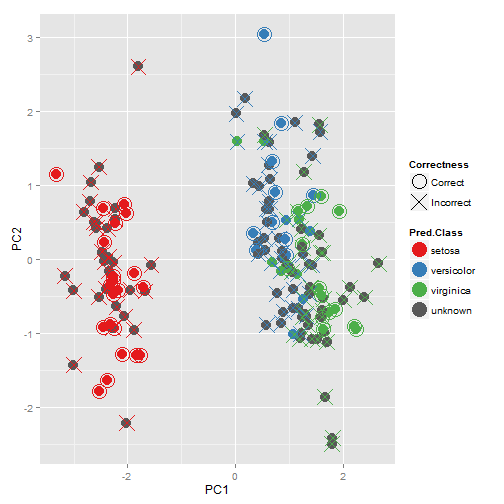 3
2
1
0
-1
-2
PC2
-2
0
2
PC1
Correctness
Correct
Incorrect
Pred.Class
setosa
versicolor
virginica
unknown